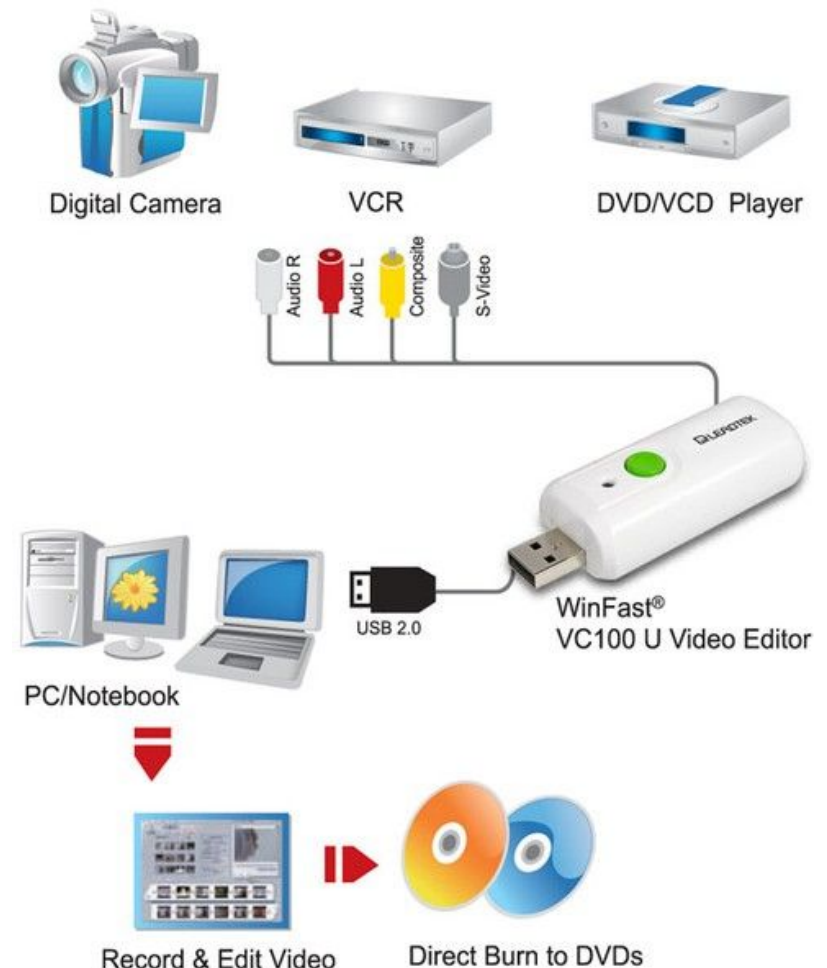 Digital Camera
VCR
DVD/VCD Player
Audio R
Audio L
Composite
S-Video
LEADTEK
USB 2.0
WinFast®
VC100 U Video Editor
PC/Notebook
Record & Edit Video
Direct Burn to DVDs